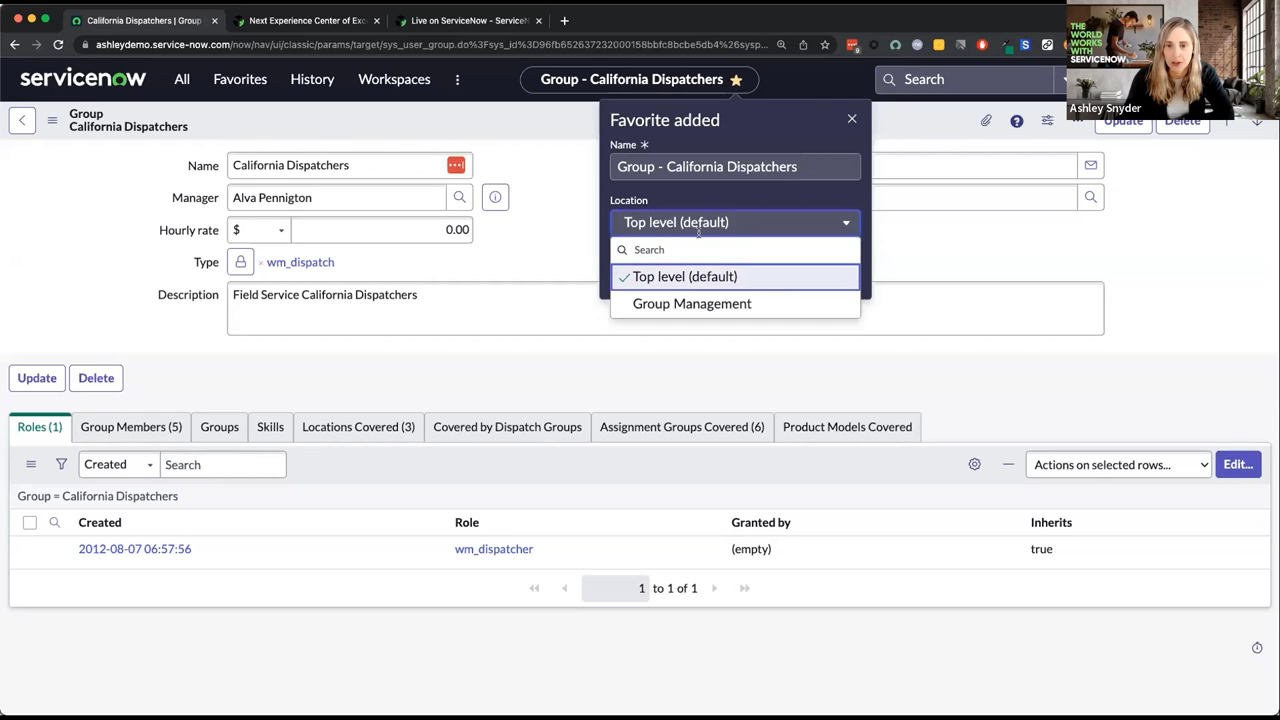 California Dispatchers | Group
Next Experience Center of Exce
Live on ServiceNow - ServiceN
ashleydemo.service-now.com/now/nav/ui/classic/params/target/sys_user_group.do%3Fsys_id%3D96fb652637232000158bbfc8bcbe5db4%26sysp...
servicenow
All
Favorites
History
Workspaces
Group - California Dispatchers
Search
THE WORLD WORKS WITH SERVICENOW
Ashley Snyder
Group
California Dispatchers
Update
Delete
Favorite added
Name
Group - California Dispatchers
Location
Top level (default)
Search
Top level (default)
Group Management
Name
California Dispatchers
Manager
Alva Pennington
Hourly rate
$
0.00
Type
wm_dispatch
Description
Field Service California Dispatchers
Update
Delete
Roles (1)
Group Members (5)
Groups
Skills
Locations Covered (3)
Covered by Dispatch Groups
Assignment Groups Covered (6)
Product Models Covered
Created
Search
Actions on selected rows...
Edit...
Group = California Dispatchers
Created
Role
Granted by
Inherits
2012-08-07 06:57:56
wm_dispatcher
(empty)
true
1 to 1 of 1